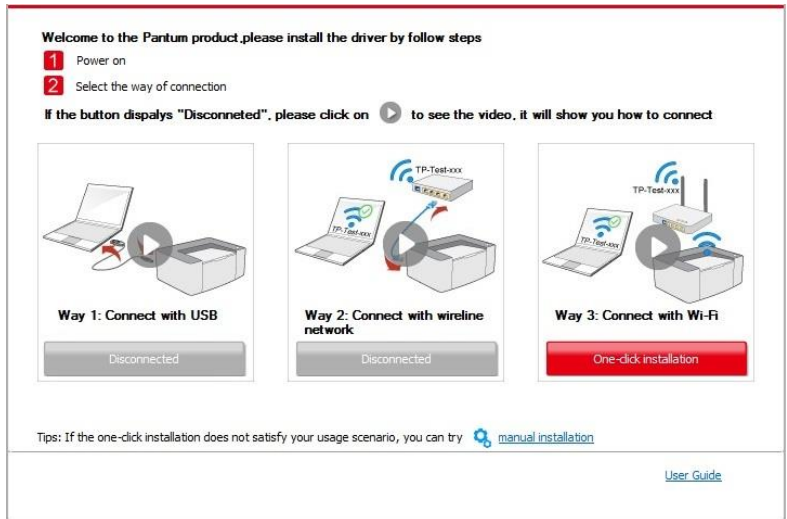 Welcome to the Pantum product,please install the driver by follow steps
1 Power on
2 Select the way of connection
If the button dispalys "Disconneted", please click on to see the video, it will show you how to connect
TP-Test-xxx
TP-Test-xxx
Way 1: Connect with USB
Disconnected
TP-Test-xxx
TP-Test-xxx
Way 2: Connect with wireline
network
Disconnected
Way 3: Connect with Wi-Fi
One-click installation
Tips: If the one-click installation does not satisfy your usage scenario, you can try manual installation
User Guide